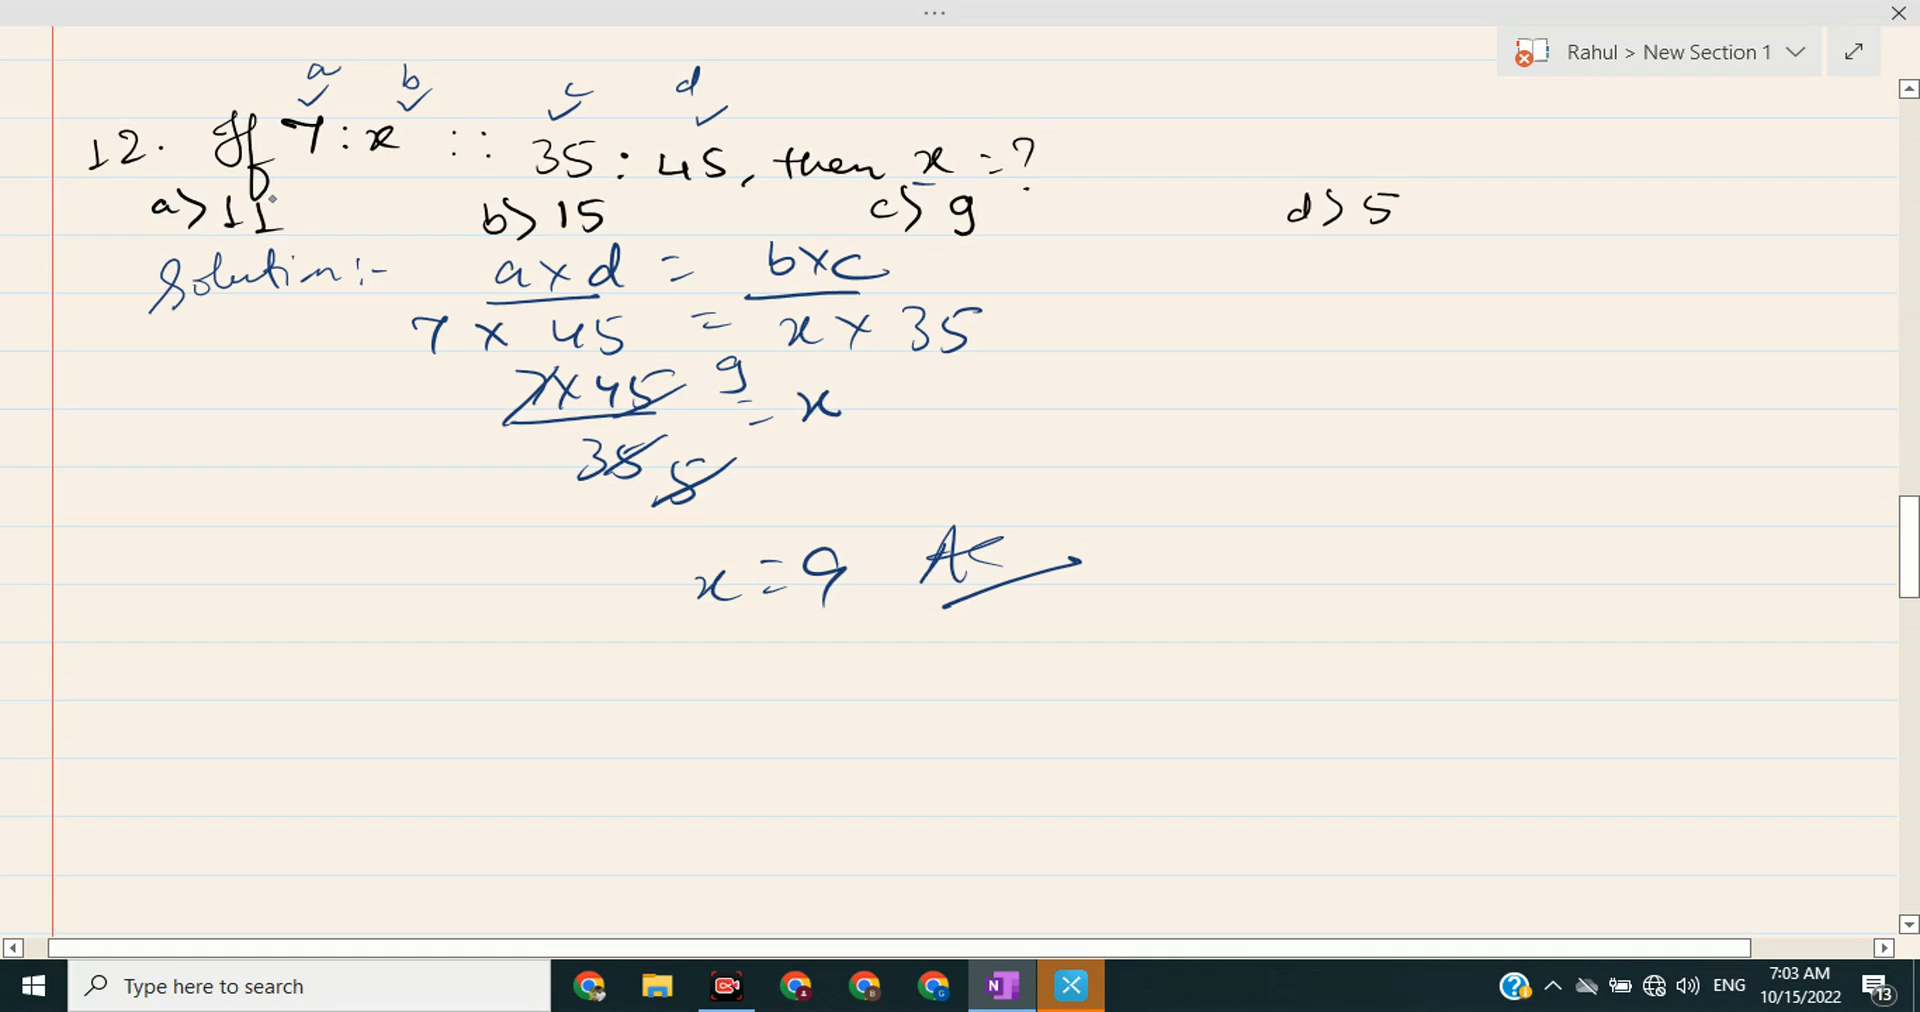 ...
Rahul > New Section 1
a b c d
12. If 7 : x :: 35 : 45, then x = ?
a> 11 b> 15 c> 9 d> 5
Solution :- a x d = b x c
7 x 45 = x x 35
7 x 45 9
= x
35 5
x = 9
Type here to search
ENG
7:03 AM
10/15/2022
13